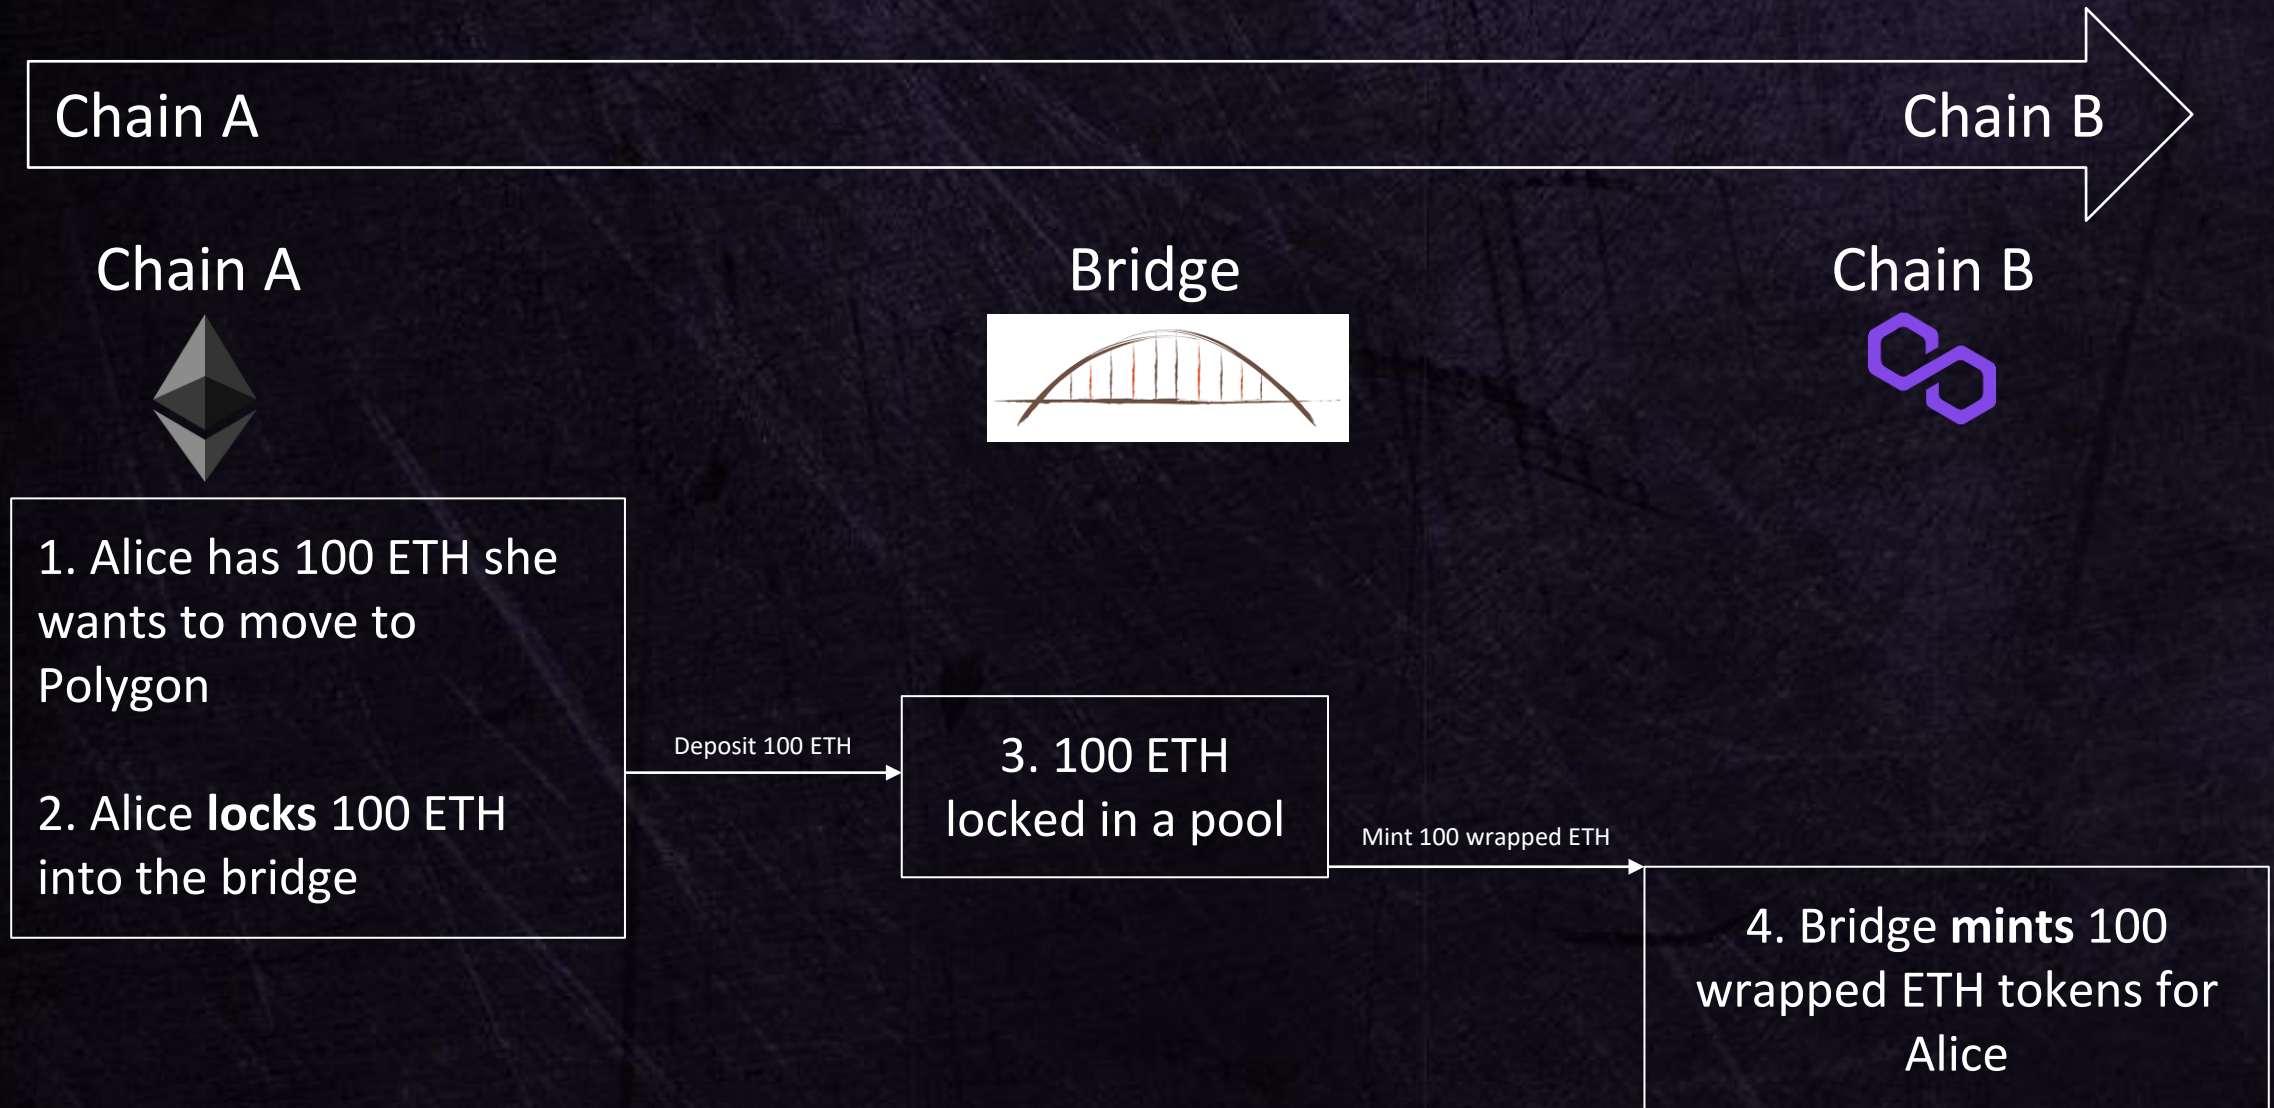 Chain A
Chain B
Chain A
Bridge
Chain B
1. Alice has 100 ETH she
wants to move to
Polygon
2. Alice locks 100 ETH
into the bridge
Deposit 100 ETH
3. 100 ETH
locked in a pool
Mint 100 wrapped ETH
4. Bridge mints 100
wrapped ETH tokens for
Alice